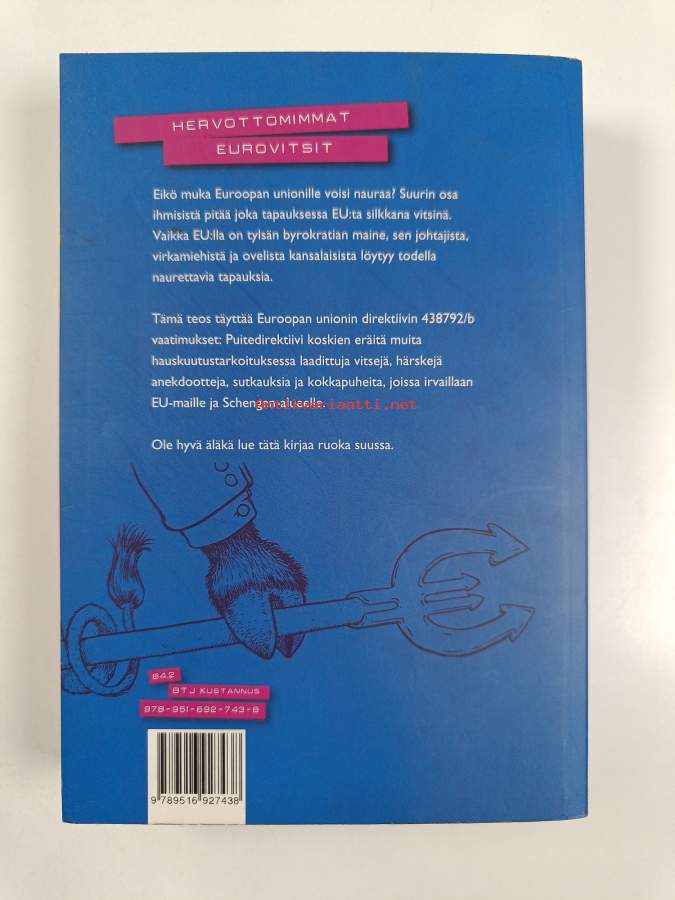 HERVOTTOMIMMAT
EUROVITSIT
Eikö muka Euroopan unionille voisi nauraa? Suurin osa
ihmisistä pitää joka tapauksessa EU:ta silkkana vitsinä.
Vaikka EU:lla on tylsän byrokratian maine, sen johtajista,
virkamiehistä ja ovelista kansalaisista löytyy todella
naurettavia tapauksia.
Tämä teos täyttää Euroopan unionin direktiivin 438792/b
vaatimukset: Puitedirektiivi koskien eräitä muita
hauskuutustarkoituksessa laadittuja vitsejä, härskejä
anekdootteja, sutkauksia ja kokkapuheita, joissa irvaillaan
EU-maille ja Schengen-alueelle.
antikvariaatti.net
Ole hyvä äläkä lue tätä kirjaa ruoka suussa.
84.2
BTJ KUSTANNUS
978-951-692-743-8
9 789516 927438